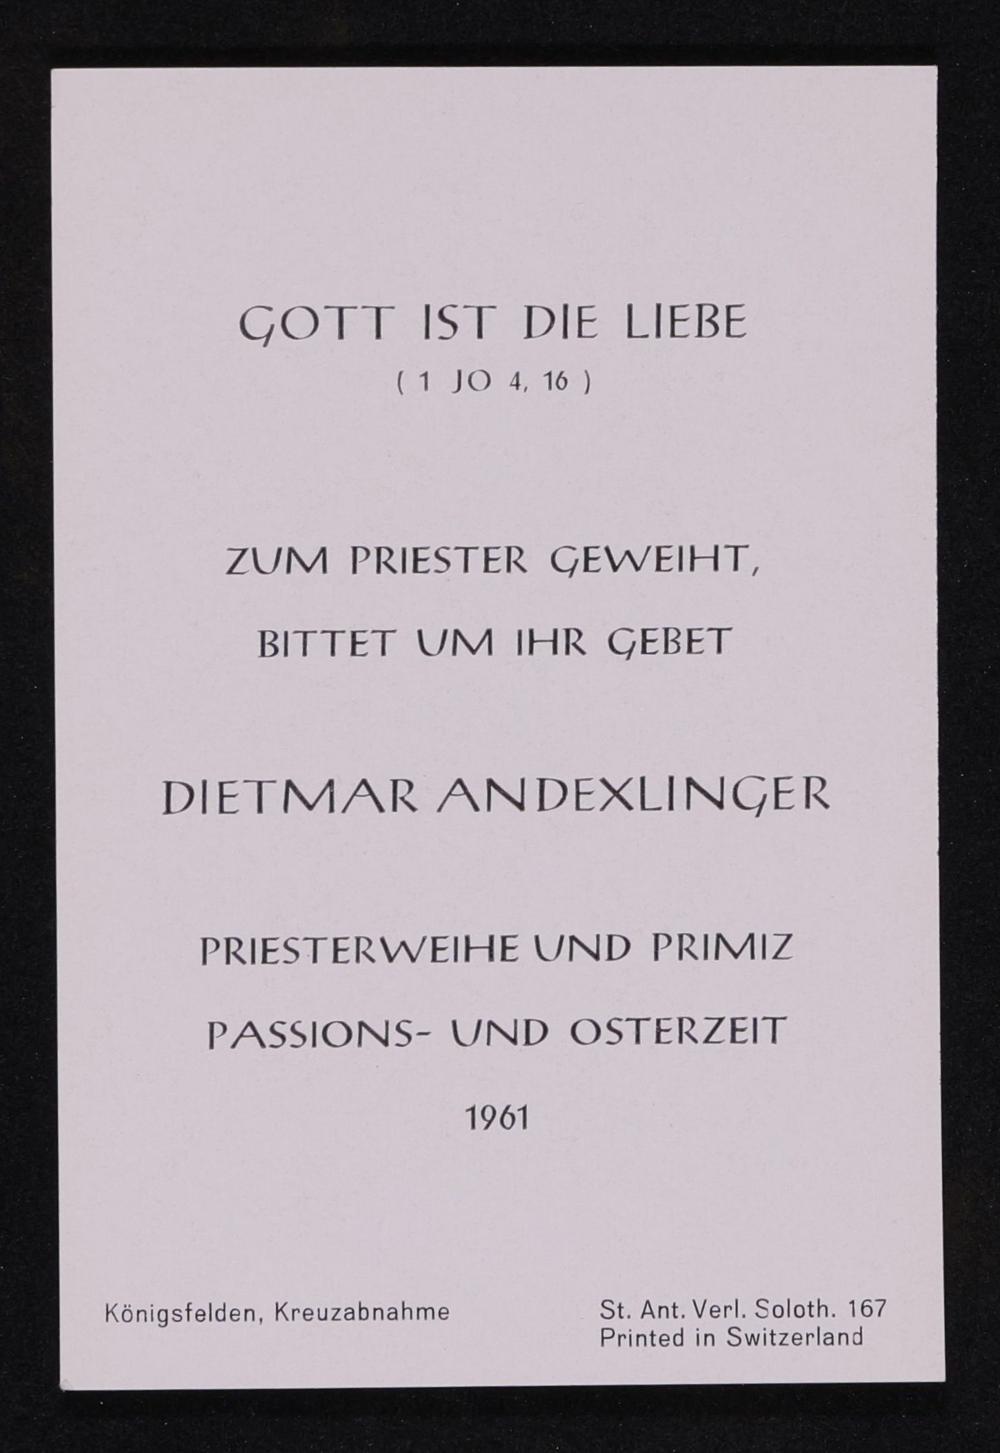 GOTT IST DIE LIEBE
( 1 JO 4, 16 )
ZUM PRIESTER GEWEIHT,
BITTET UM IHR GEBET
DIETMAR ANDEXLINGER
PRIESTERWEIHE UND PRIMIZ
PASSIONS- UND OSTERZEIT
1961
Königsfelden, Kreuzabnahme
St. Ant. Verl. Soloth. 167
Printed in Switzerland